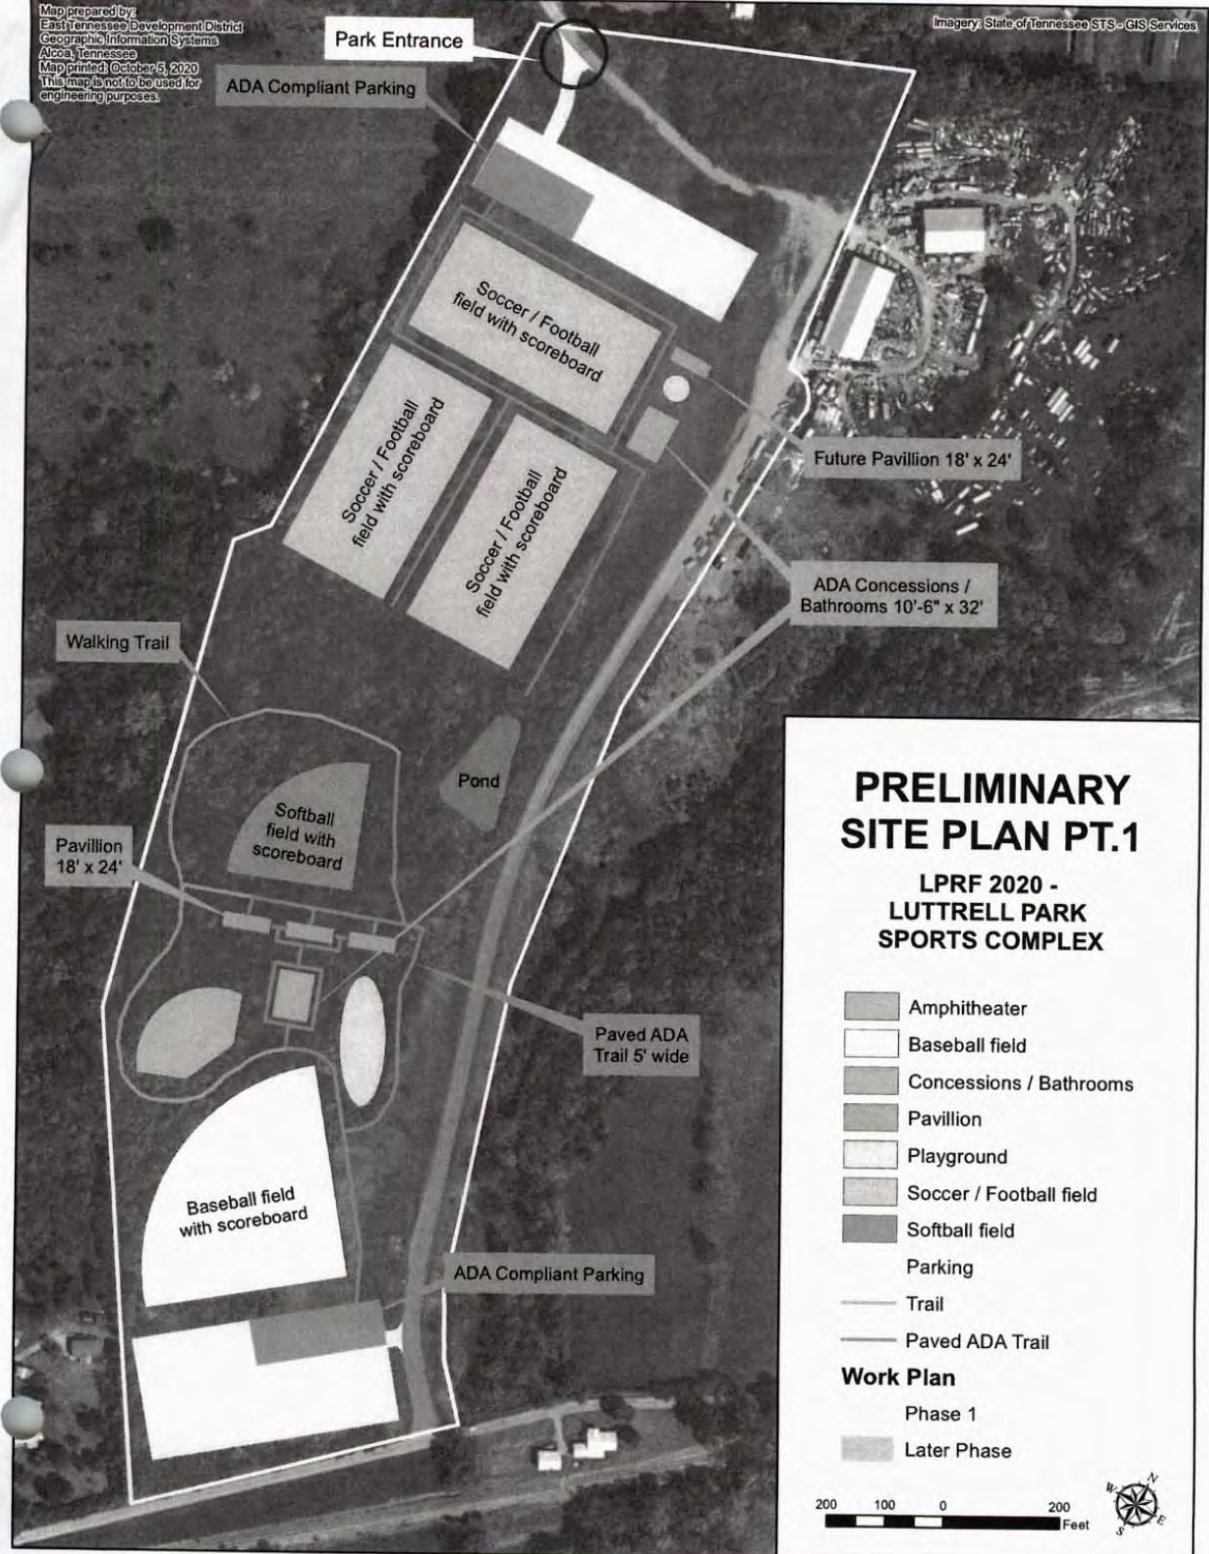 Map prepared by:
East Tennessee Development District
Geographic Information Systems
Alcoa, Tennessee
Map printed: October 5, 2020
This map is not to be used for
engineering purposes.
Imagery: State of Tennessee STS - GIS Services
Park Entrance
ADA Compliant Parking
Soccer / Football
field with scoreboard
Soccer / Football
field with scoreboard
Soccer / Football
field with scoreboard
Future Pavillion 18' x 24'
ADA Concessions /
Bathrooms 10'-6" x 32'
Walking Trail
Pond
Softball
field with
scoreboard
Pavillion
18' x 24'
Paved ADA
Trail 5' wide
Baseball field
with scoreboard
ADA Compliant Parking
PRELIMINARY
SITE PLAN PT.1
LPRF 2020 -
LUTTRELL PARK
SPORTS COMPLEX
Amphitheater
Baseball field
Concessions / Bathrooms
Pavillion
Playground
Soccer / Football field
Softball field
Parking
Trail
Paved ADA Trail
Work Plan
Phase 1
Later Phase
200 100 0 200
Feet
N
W
E
S